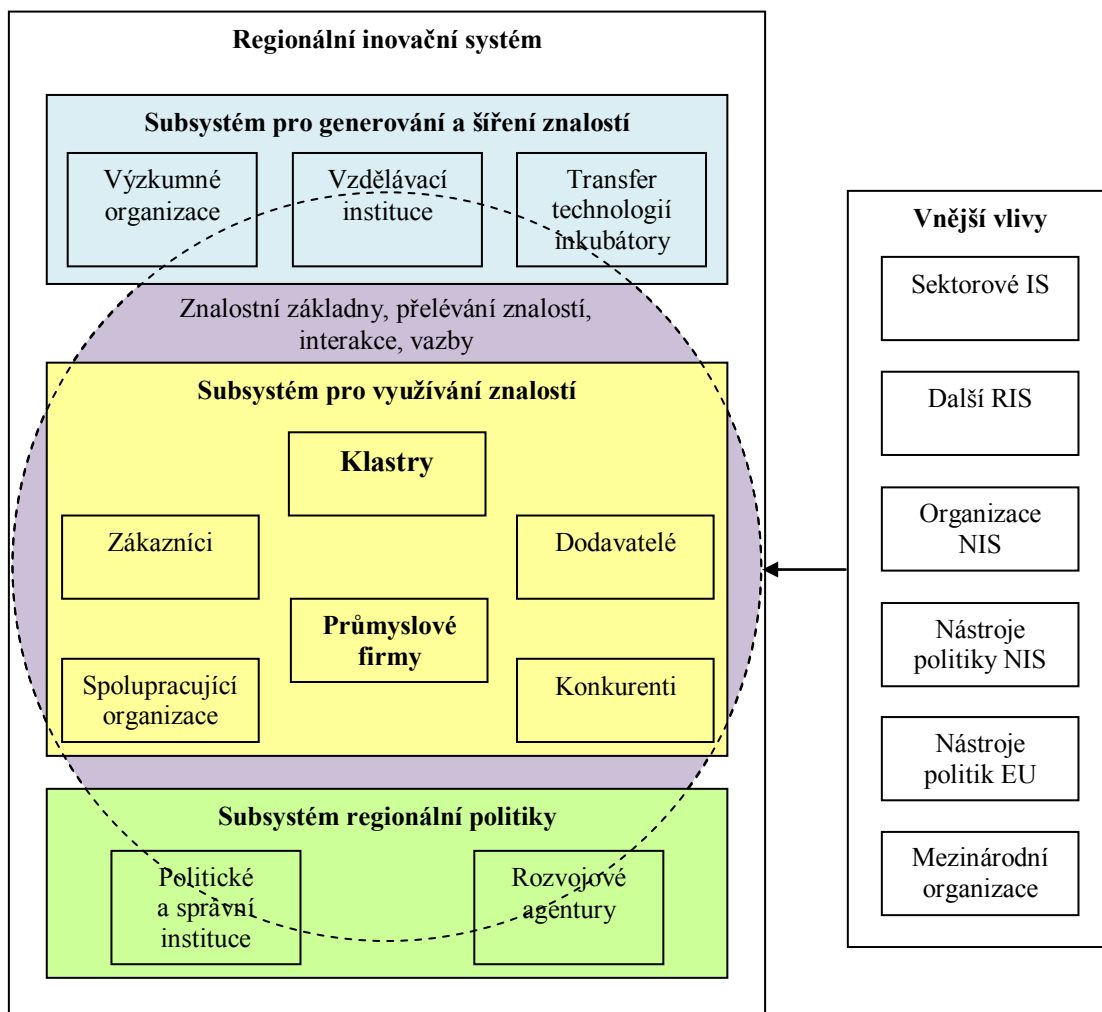 Regionální inovační systém
Subsystém pro generování a šíření znalostí
Výzkumné
organizace
Vzdělávací
instituce
Transfer
technologií
inkubátory
Znalostní základny, přelévání znalostí,
interakce, vazby
Subsystém pro využívání znalostí
Klastry
Zákazníci
Dodavatelé
Průmyslové
firmy
Spolupracující
organizace
Konkurenti
Subsystém regionální politiky
Politické
a správní
instituce
Rozvojové
agentury
Vnější vlivy
Sektorové IS
Další RIS
Organizace
NIS
Nástroje
politiky NIS
Nástroje
politik EU
Mezinárodní
organizace